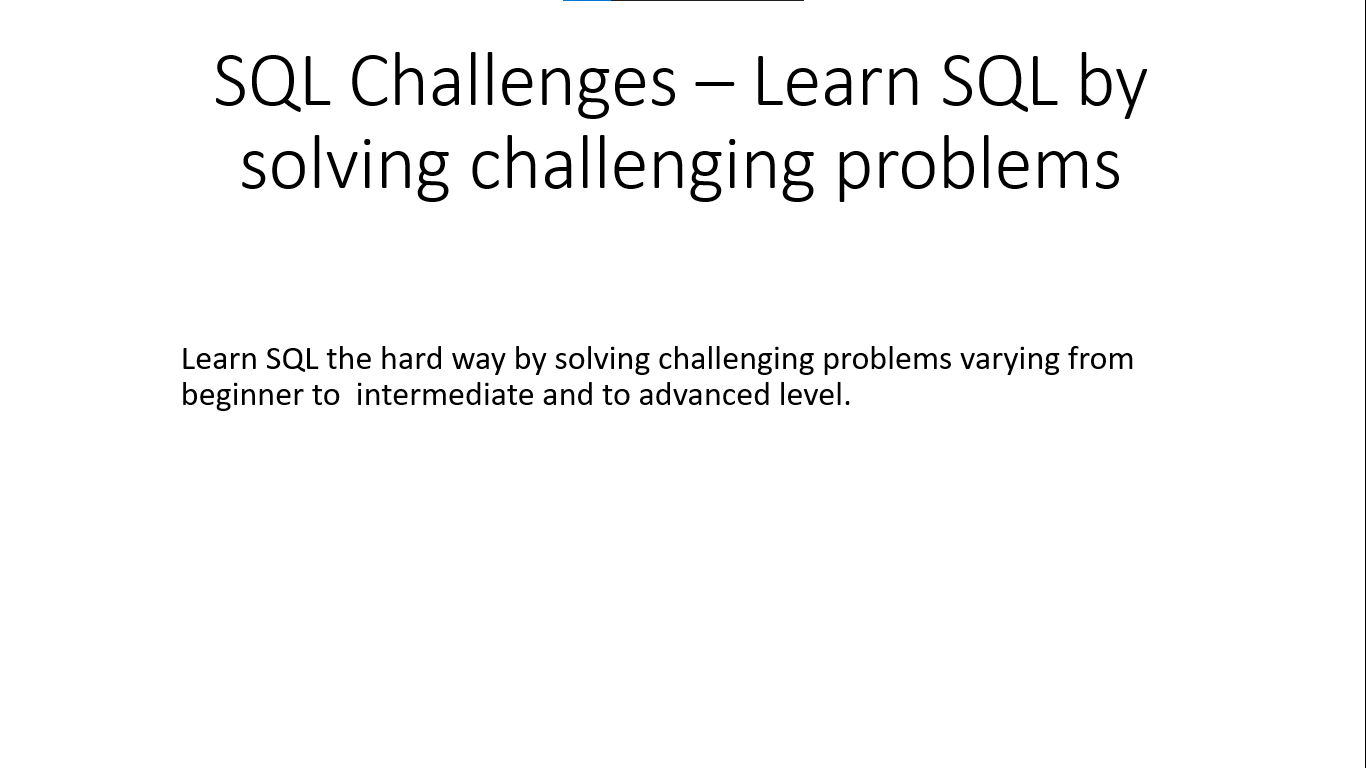 SQL Challenges – Learn SQL by
solving challenging problems
Learn SQL the hard way by solving challenging problems varying from
beginner to  intermediate and to advanced level.